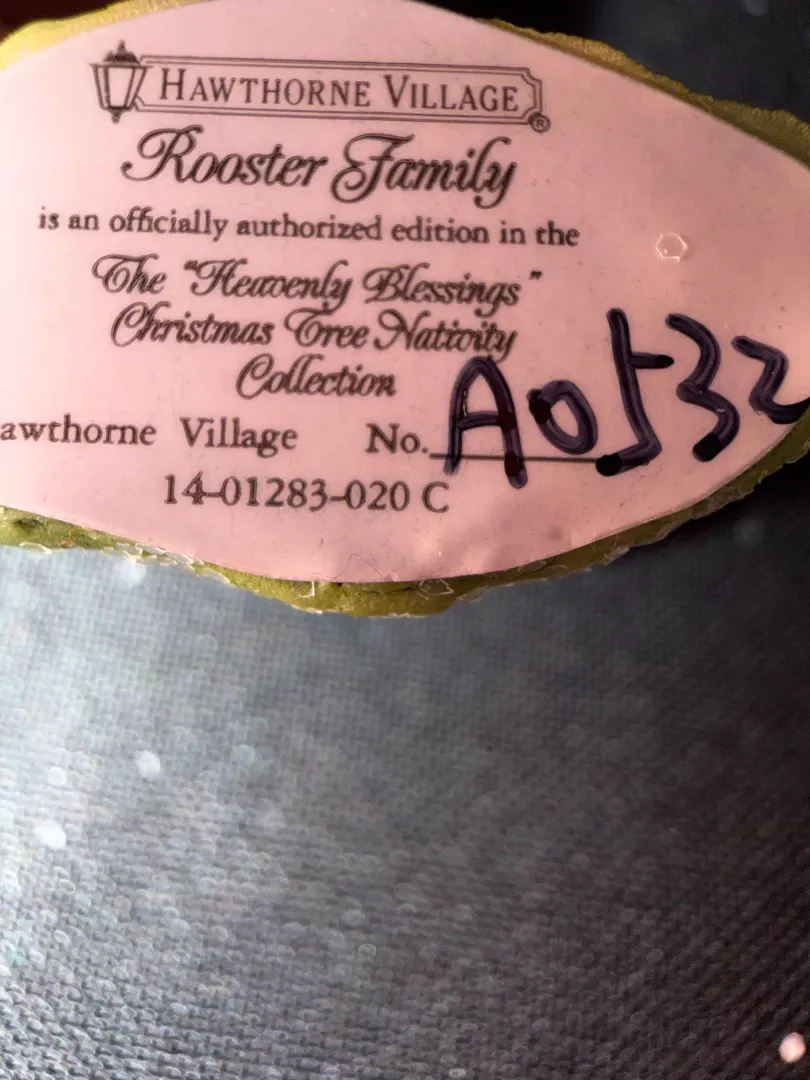 HAWTHORNE VILLAGE ®
Rooster Family
is an officially authorized edition in the
The "Heavenly Blessings"
Christmas Tree Nativity
Collection
awthorne Village No. A0532
14-01283-020 C